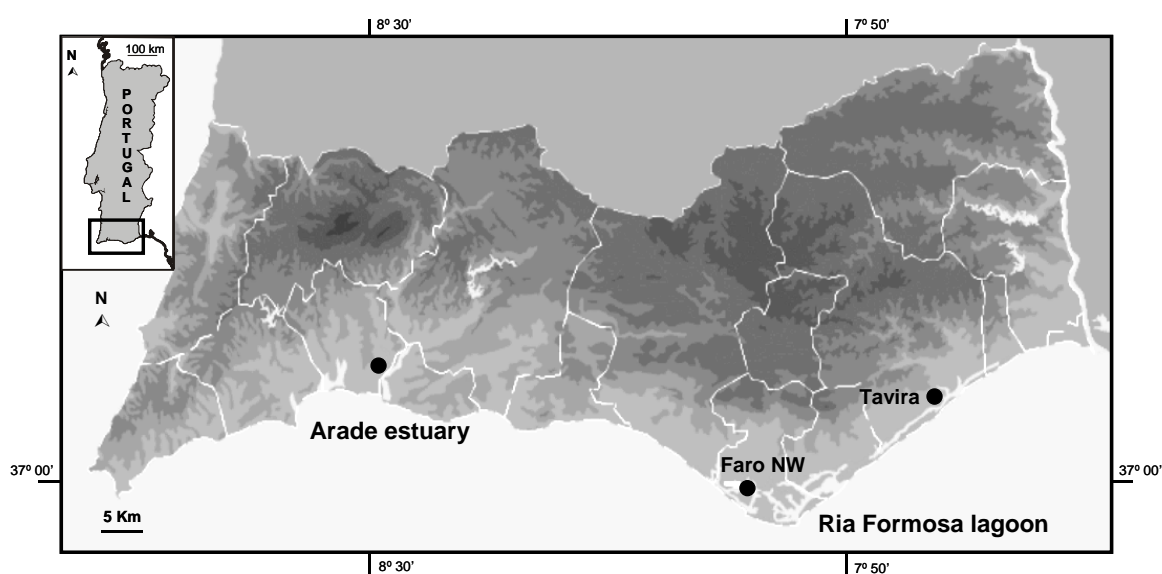 8º 30’
7º 50’
N
100 km
PORTUGAL
N
Tavira
Arade estuary
Faro NW
37º 00’
37º 00’
5 Km
Ria Formosa lagoon
8º 30’
7º 50’